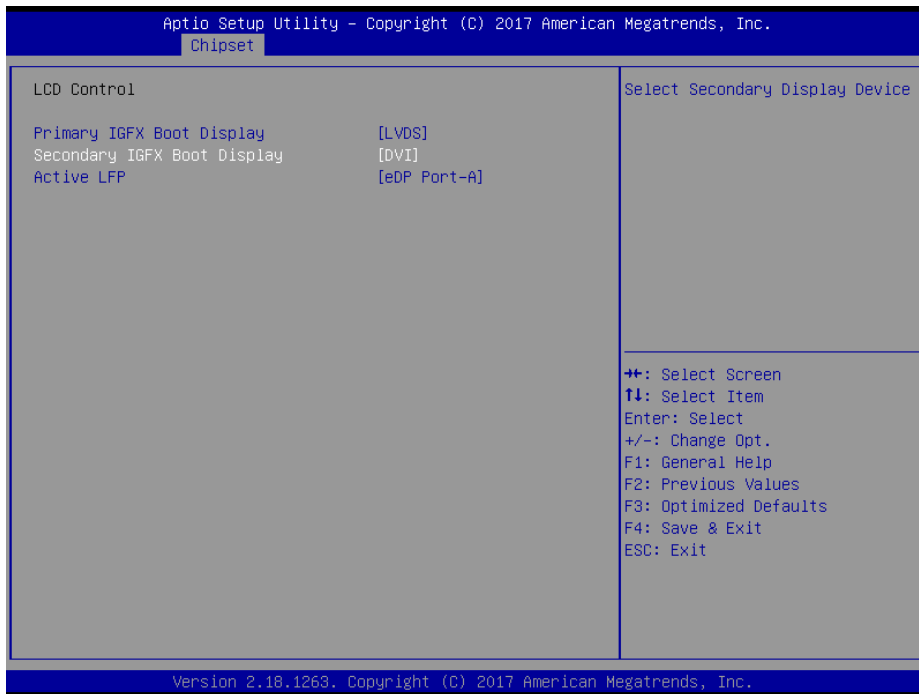 Aptio Setup Utility – Copyright (C) 2017 American Megatrends, Inc.
Chipset
LCD Control
Primary IGFX Boot Display [LVDS]
Secondary IGFX Boot Display [DVI]
Active LFP [eDP Port-A]
Select Secondary Display Device
→←: Select Screen
↑↓: Select Item
Enter: Select
+/-: Change Opt.
F1: General Help
F2: Previous Values
F3: Optimized Defaults
F4: Save & Exit
ESC: Exit
Version 2.18.1263. Copyright (C) 2017 American Megatrends, Inc.